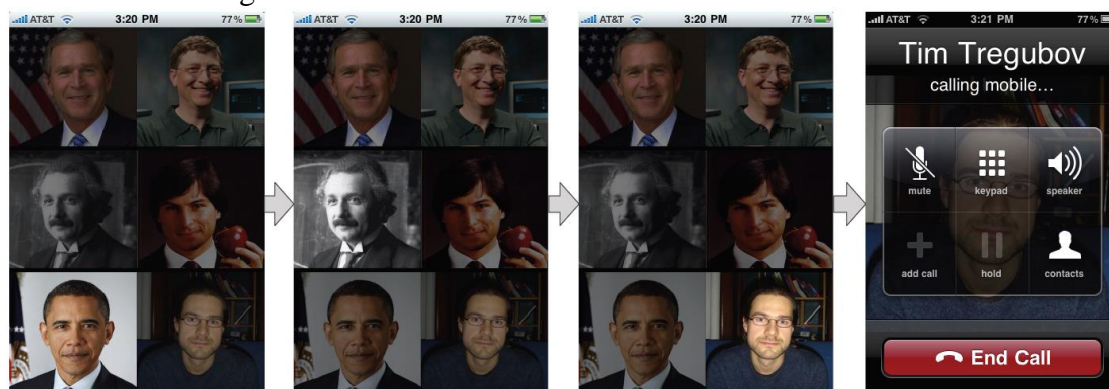 AT&T 3:20 PM 77%
AT&T 3:20 PM 77%
AT&T 3:20 PM 77%
AT&T 3:21 PM 77%
Tim Tregubov
calling mobile...
mute keypad speaker
add call hold contacts
End Call